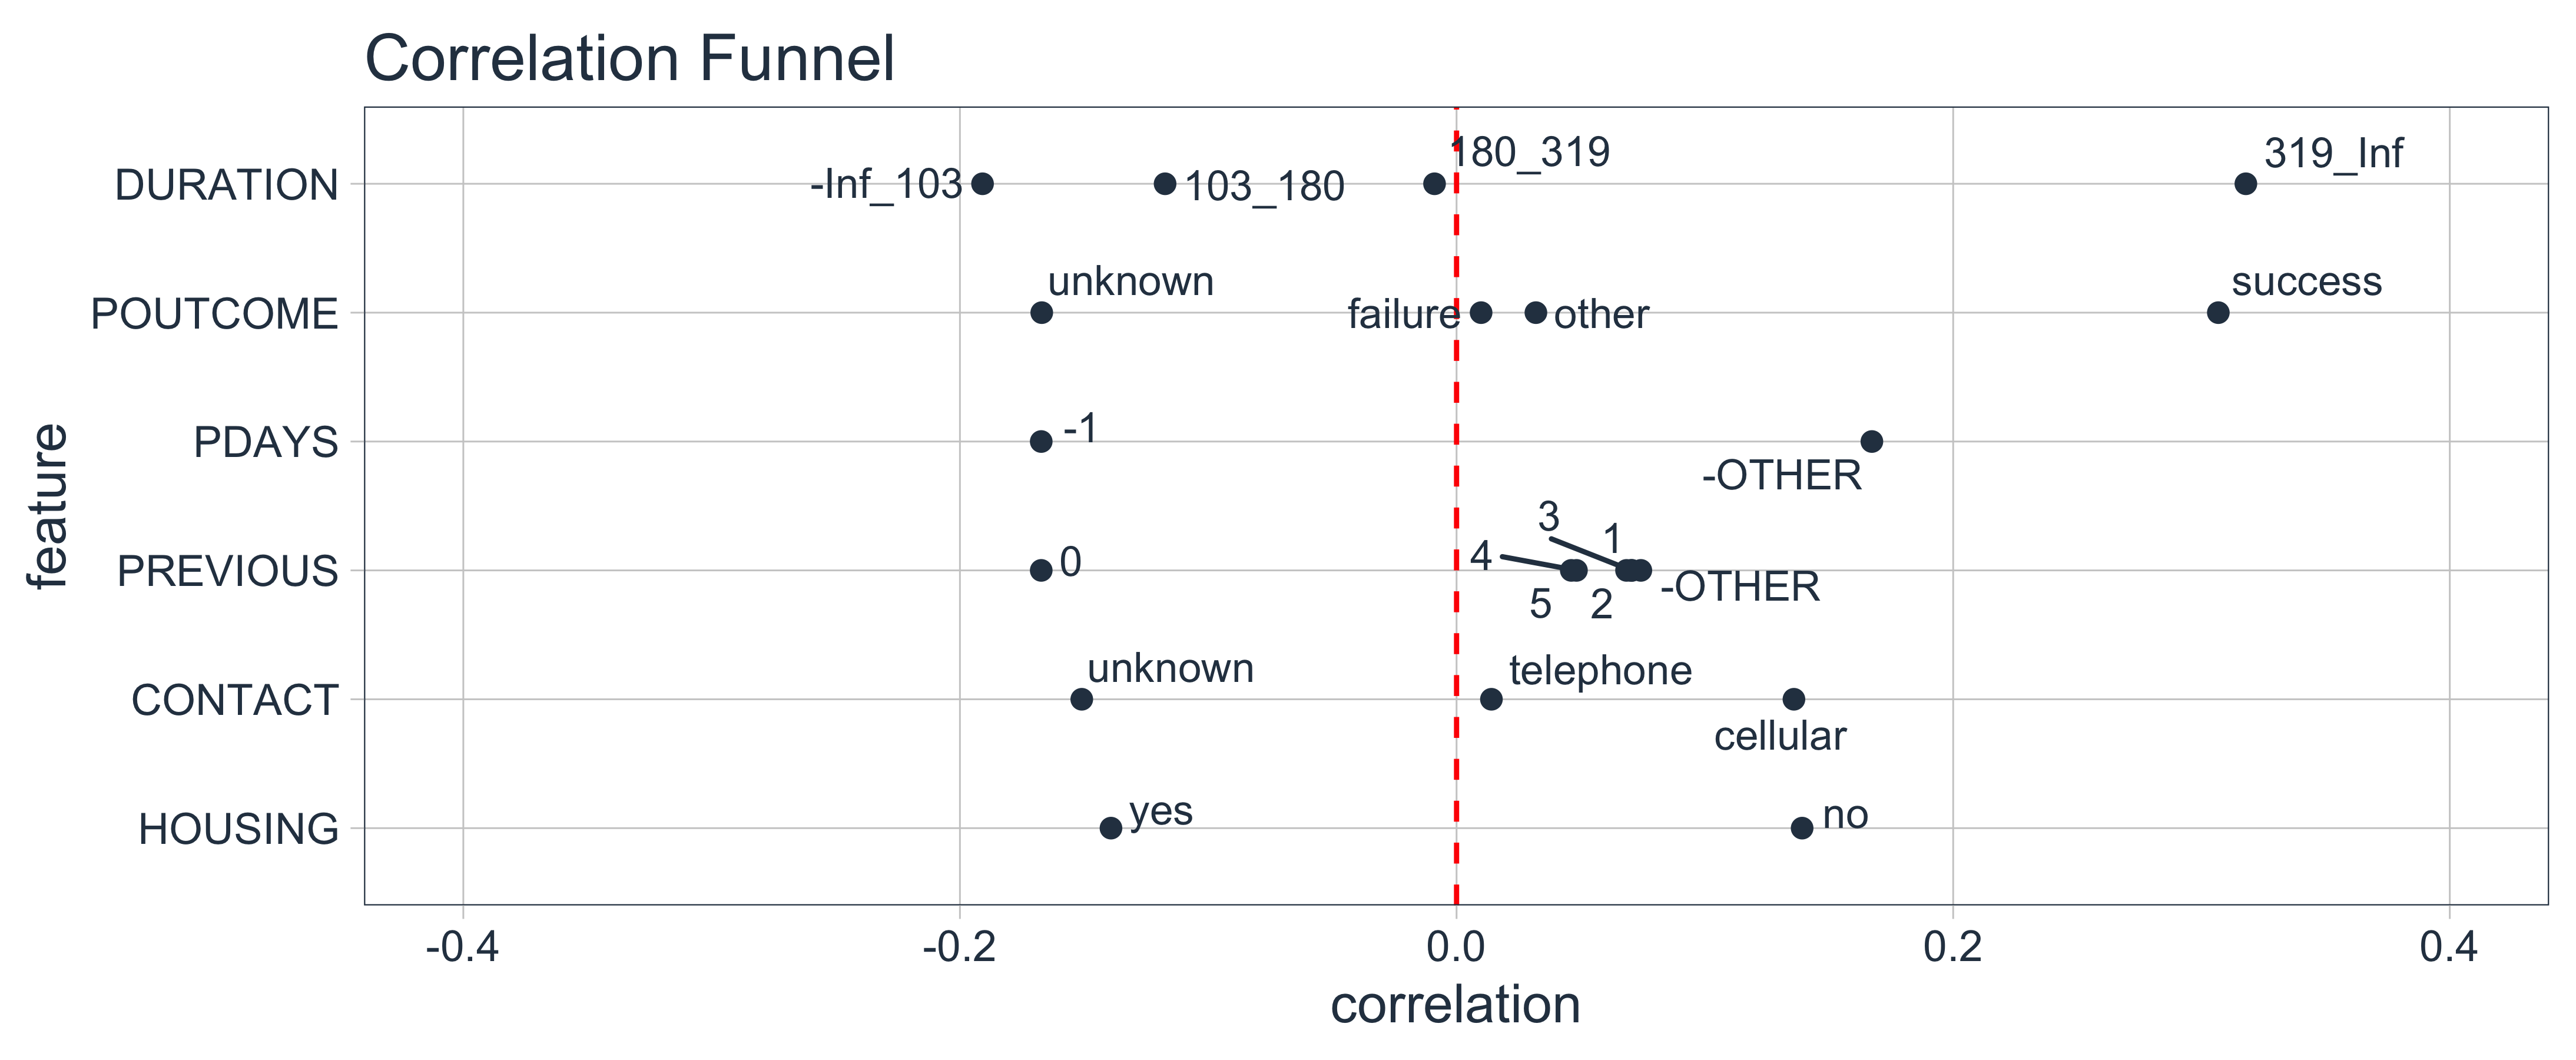 Correlation Funnel
feature
DURATION
-Inf_103
103_180
180_319
319_Inf
POUTCOME
unknown
failure
other
success
PDAYS
-1
-OTHER
PREVIOUS
0
4
3
1
5
2
-OTHER
CONTACT
unknown
telephone
cellular
HOUSING
yes
no
-0.4
-0.2
0.0
0.2
0.4
correlation